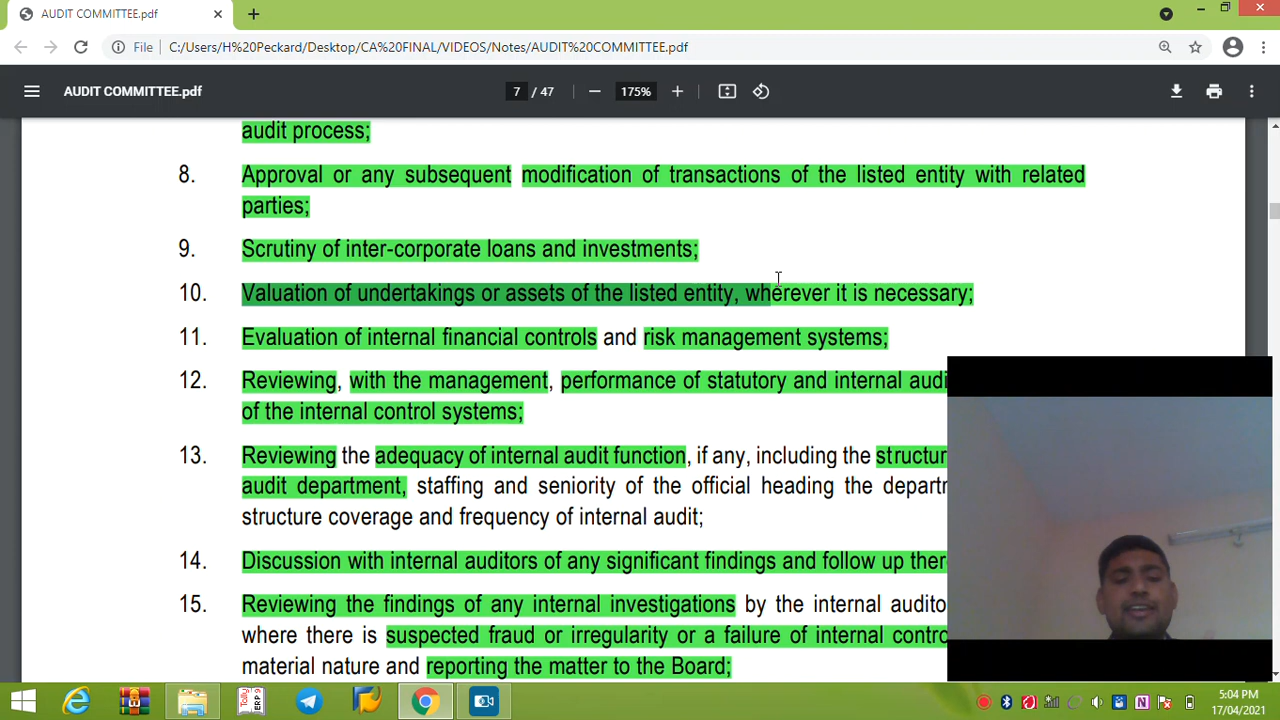 AUDIT COMMITTEE.pdf
File C:/Users/H%20Peckard/Desktop/CA%20FINAL/VIDEOS/Notes/AUDIT%20COMMITTEE.pdf
AUDIT COMMITTEE.pdf 7 / 47 175%
audit process;
8. Approval or any subsequent modification of transactions of the listed entity with related
parties;
9. Scrutiny of inter-corporate loans and investments;
10. Valuation of undertakings or assets of the listed entity, wherever it is necessary;
11. Evaluation of internal financial controls and risk management systems;
12. Reviewing, with the management, performance of statutory and internal audi
of the internal control systems;
13. Reviewing the adequacy of internal audit function, if any, including the structur
audit department, staffing and seniority of the official heading the departm
structure coverage and frequency of internal audit;
14. Discussion with internal auditors of any significant findings and follow up ther
15. Reviewing the findings of any internal investigations by the internal audito
where there is suspected fraud or irregularity or a failure of internal contro
material nature and reporting the matter to the Board;
5:04 PM
17/04/2021